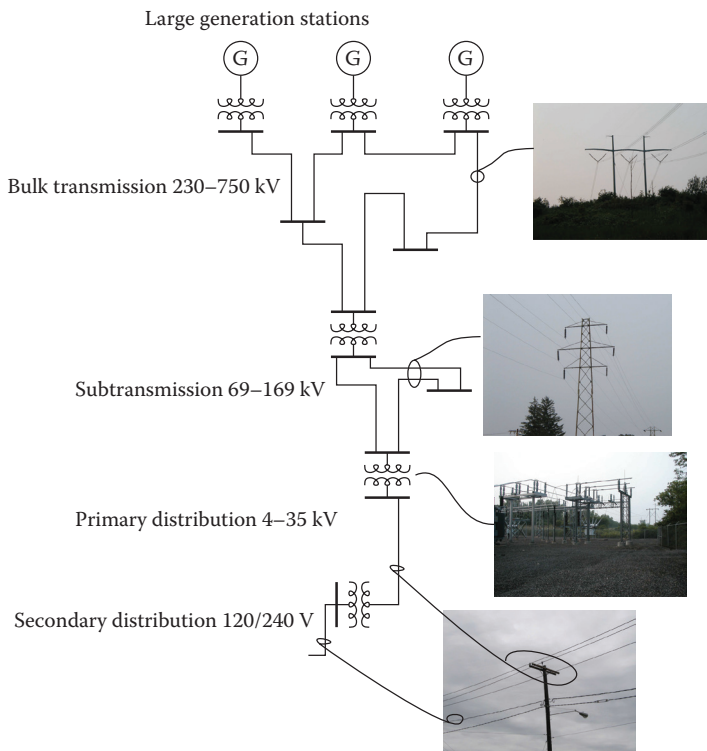 Large generation stations
G G G
Bulk transmission 230–750 kV
Subtransmission 69–169 kV
Primary distribution 4–35 kV
Secondary distribution 120/240 V